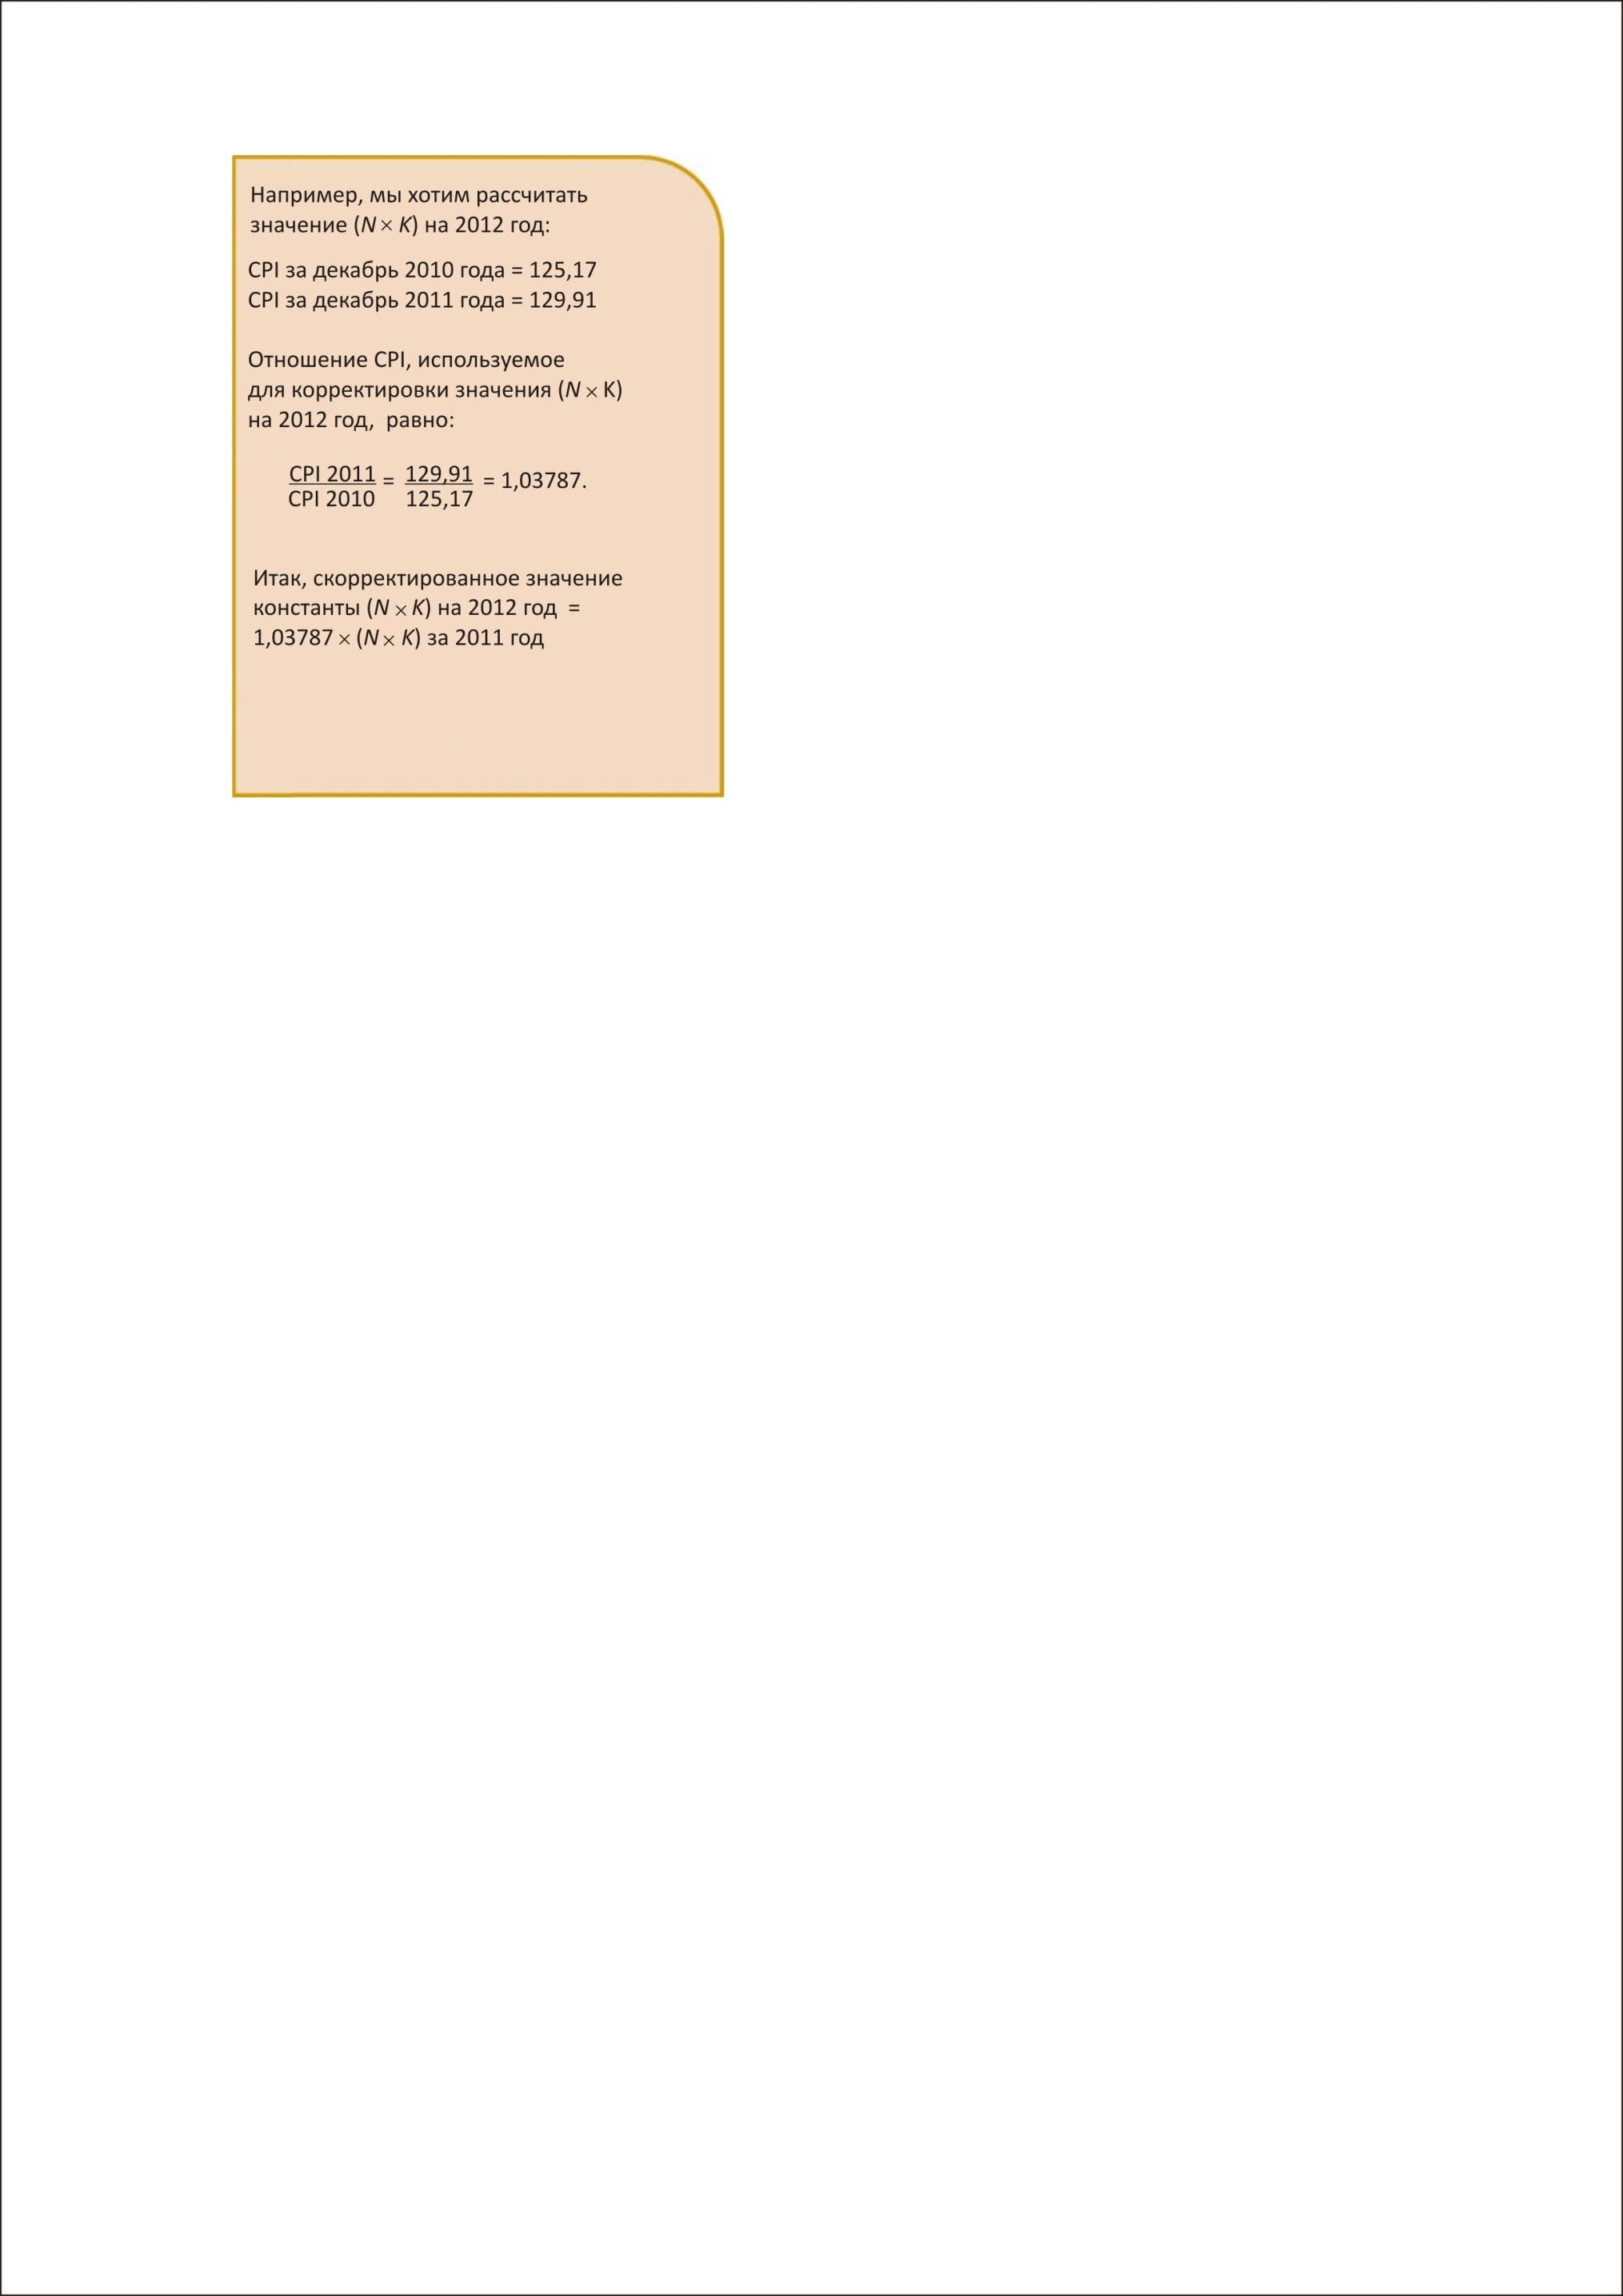 Например, мы хотим рассчитать
значение (N × K) на 2012 год:
CPI за декабрь 2010 года = 125,17
CPI за декабрь 2011 года = 129,91
Отношение CPI, используемое
для корректировки значения (N × K)
на 2012 год, равно:
CPI 2011 / CPI 2010 = 129,91 / 125,17 = 1,03787.
Итак, скорректированное значение
константы (N × K) на 2012 год =
1,03787 × (N × K) за 2011 год